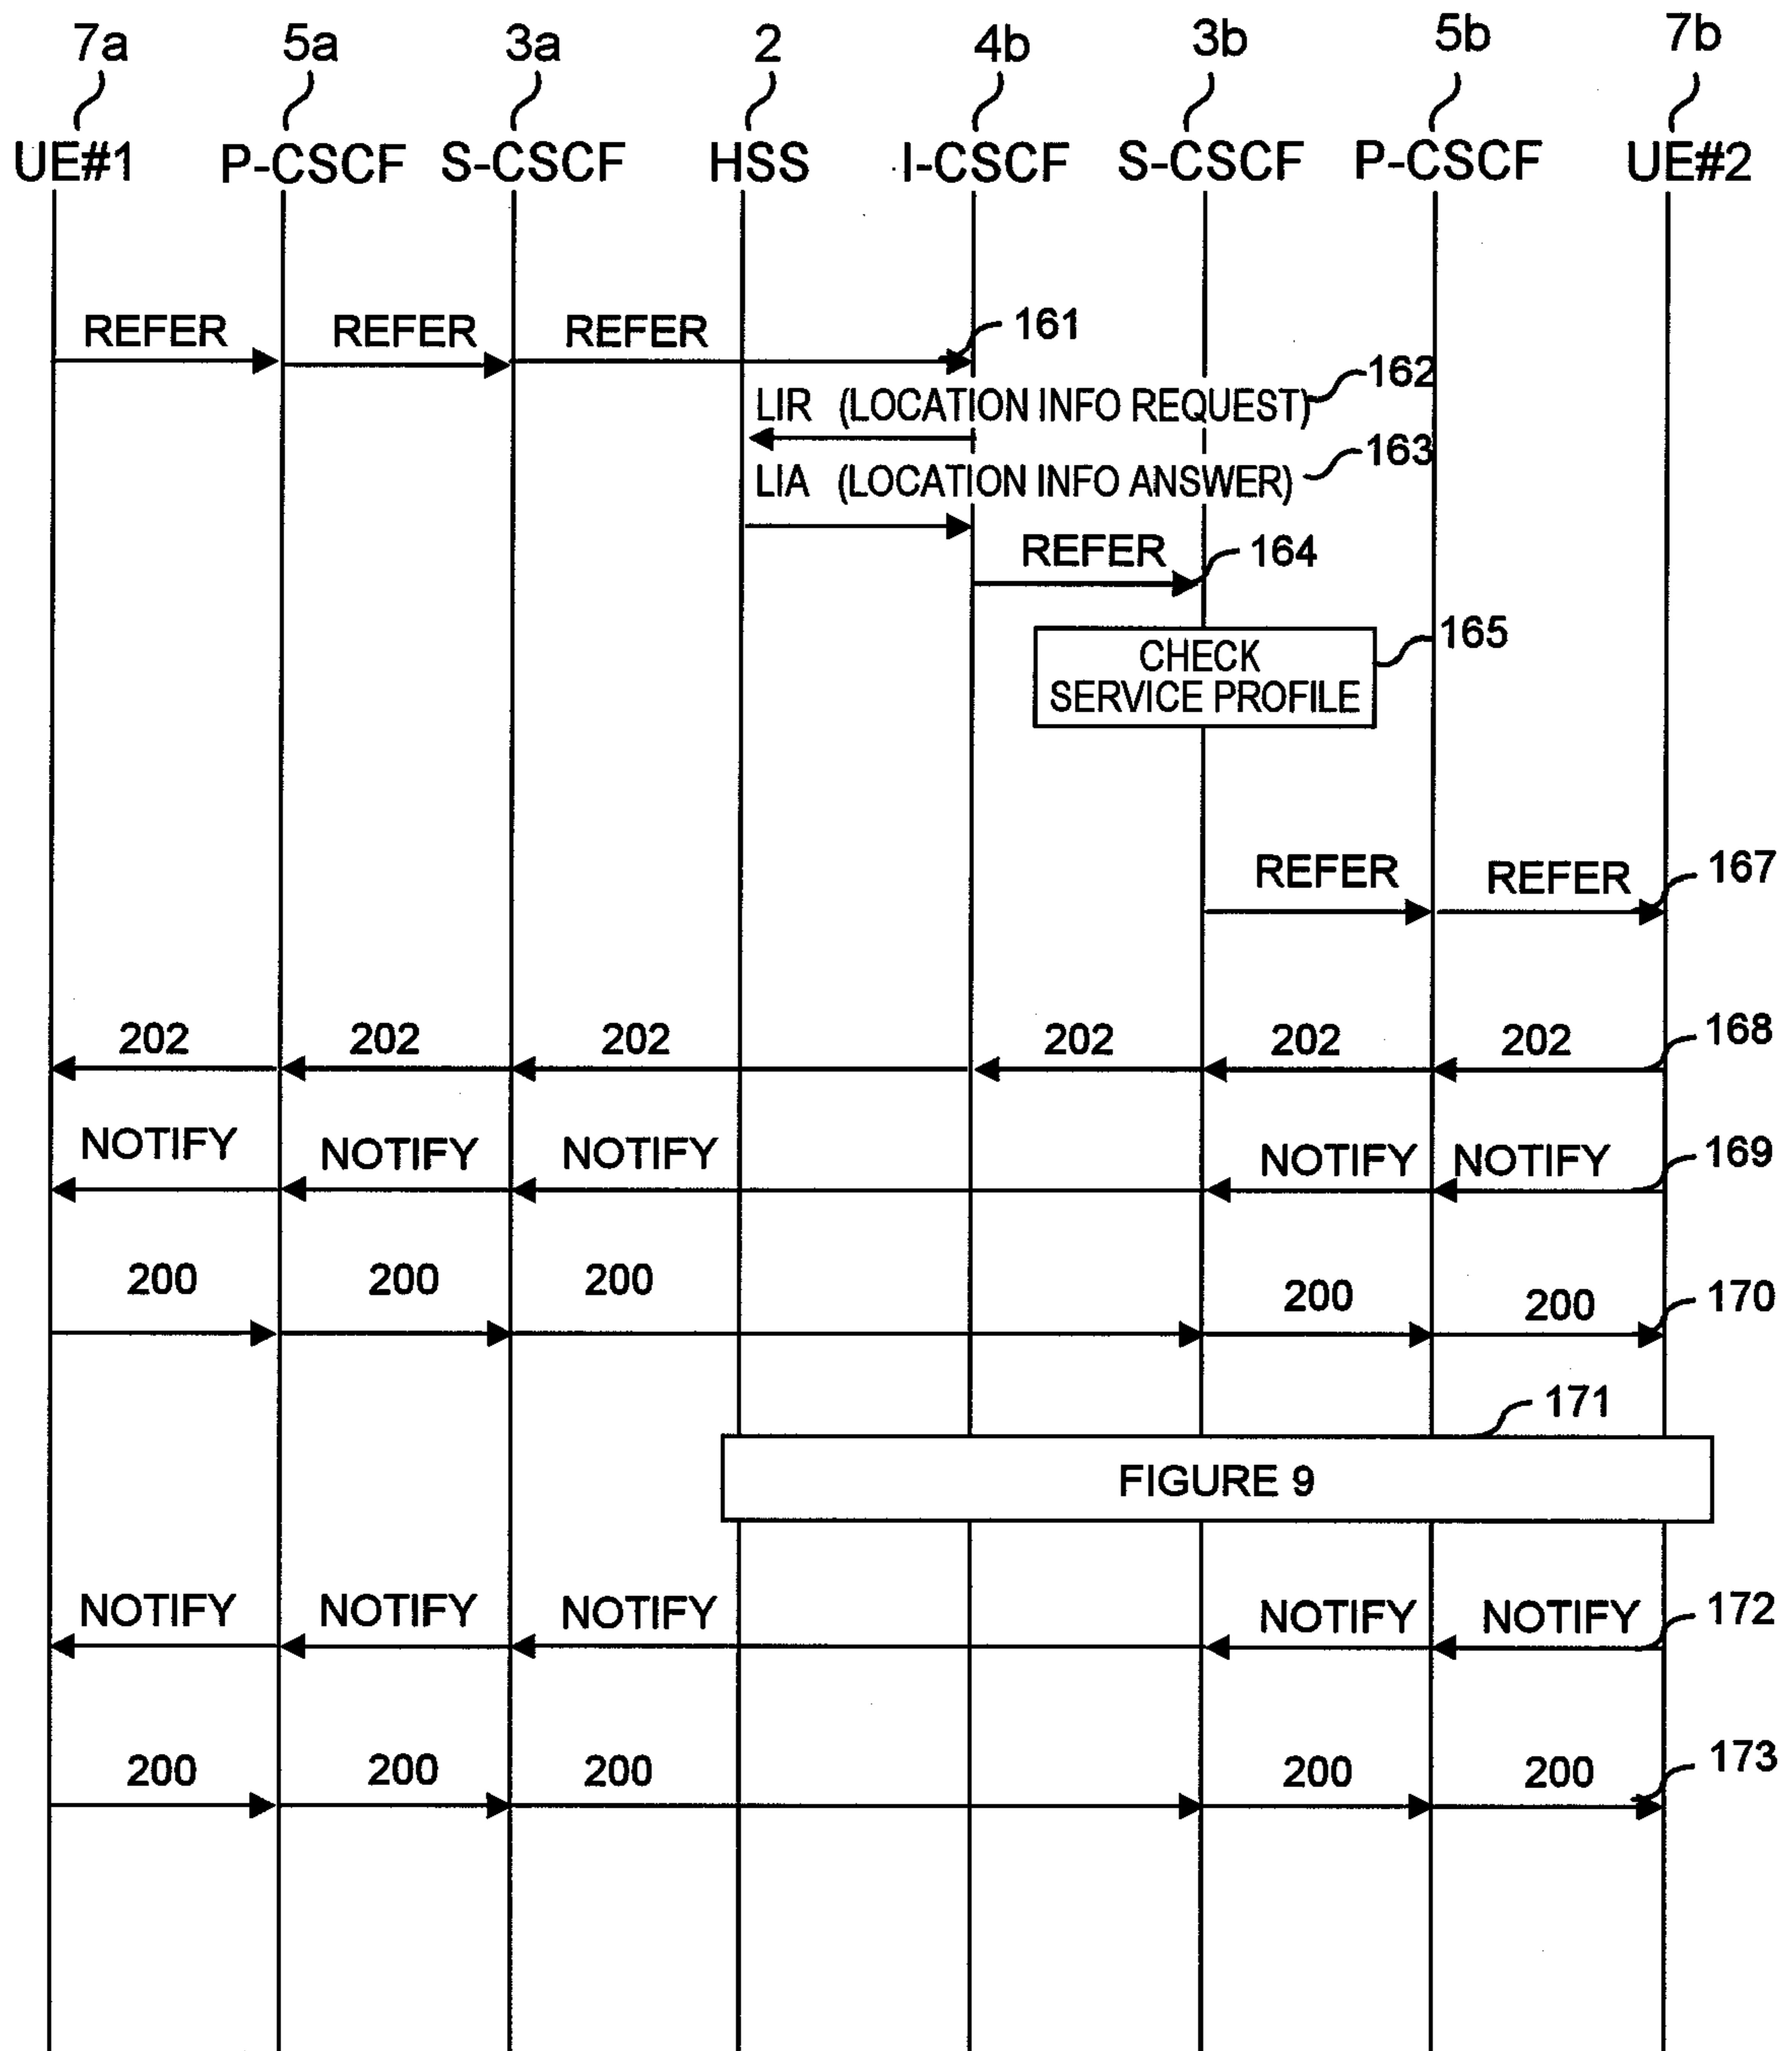 7a 5a 3a 2 4b 3b 5b 7b
UE#1 P-CSCF S-CSCF HSS I-CSCF S-CSCF P-CSCF UE#2
REFER REFER REFER 161
LIR (LOCATION INFO REQUEST) 162
LIA (LOCATION INFO ANSWER) 163
REFER 164
CHECK 165
SERVICE PROFILE
REFER REFER 167
202 202 202 202 202 202 168
NOTIFY NOTIFY NOTIFY NOTIFY NOTIFY 169
200 200 200 200 200 170
171
FIGURE 9
NOTIFY NOTIFY NOTIFY NOTIFY NOTIFY 172
200 200 200 200 200 173